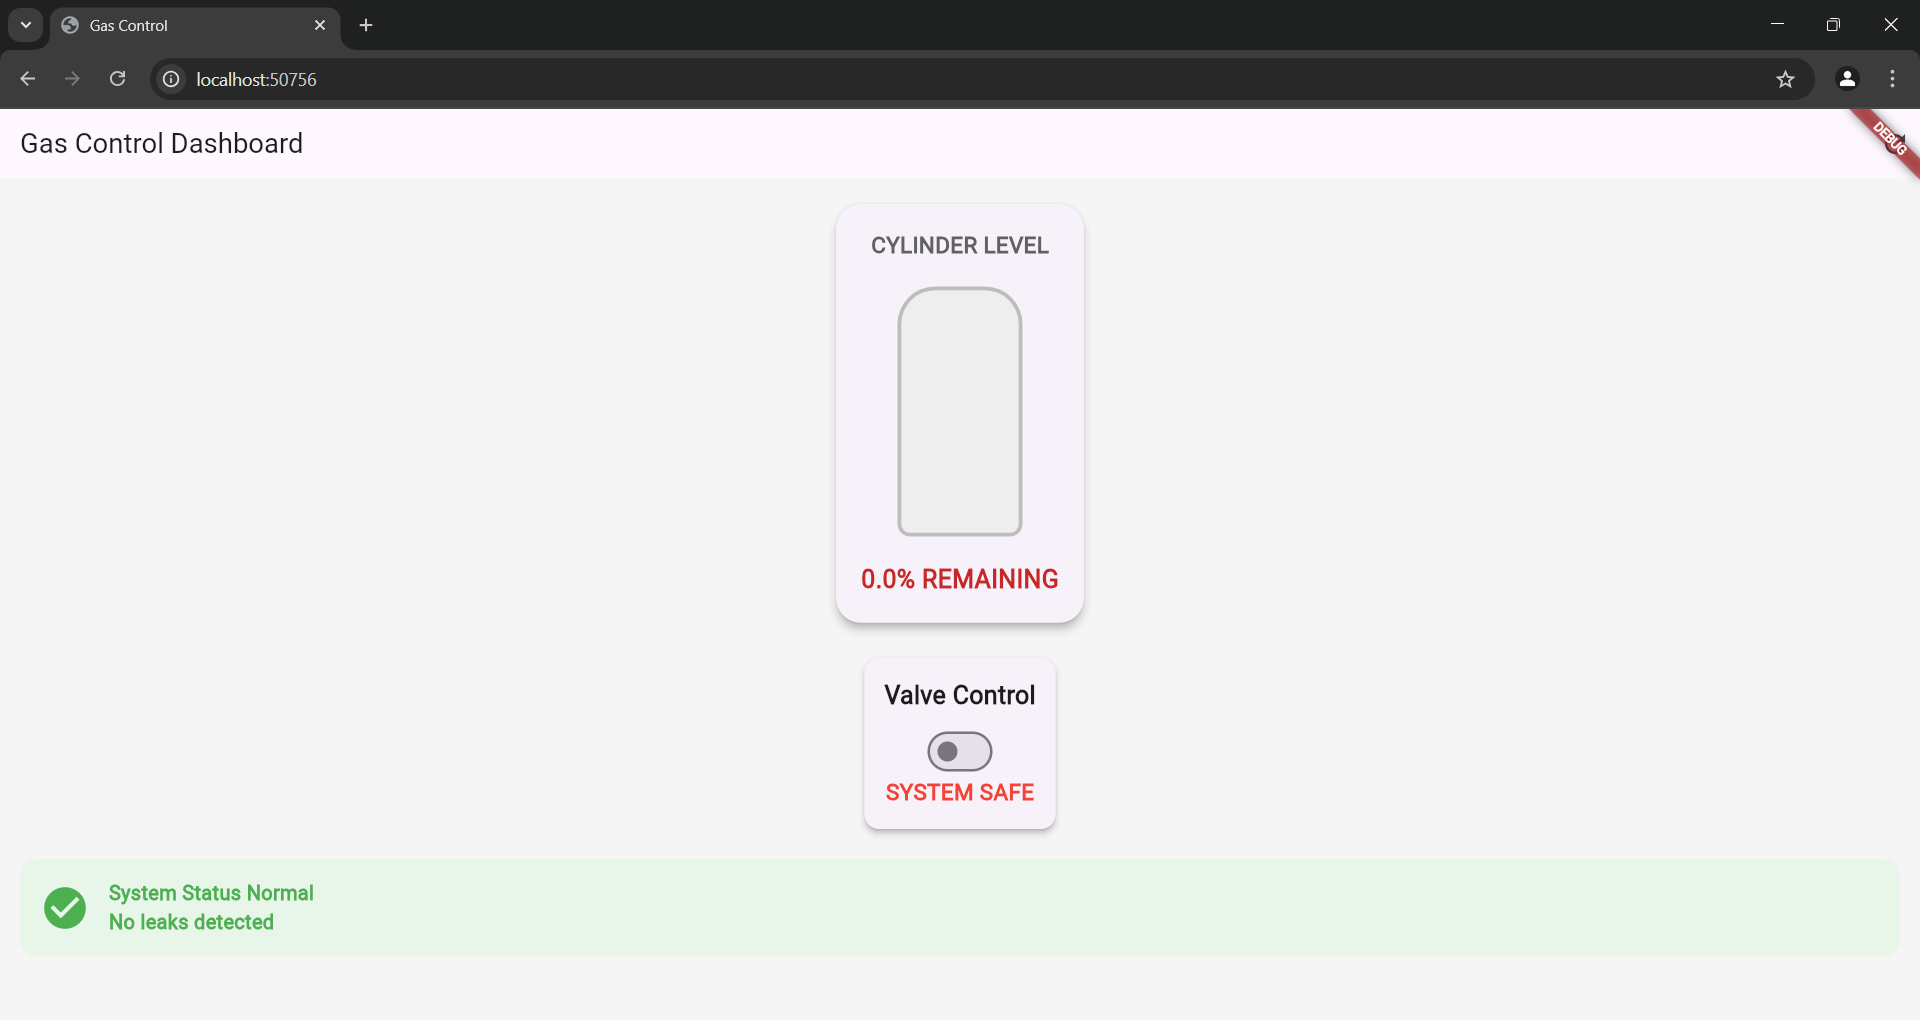 Gas Control
localhost:50756
Gas Control Dashboard
DEBUG
CYLINDER LEVEL
0.0% REMAINING
Valve Control
SYSTEM SAFE
System Status Normal
No leaks detected